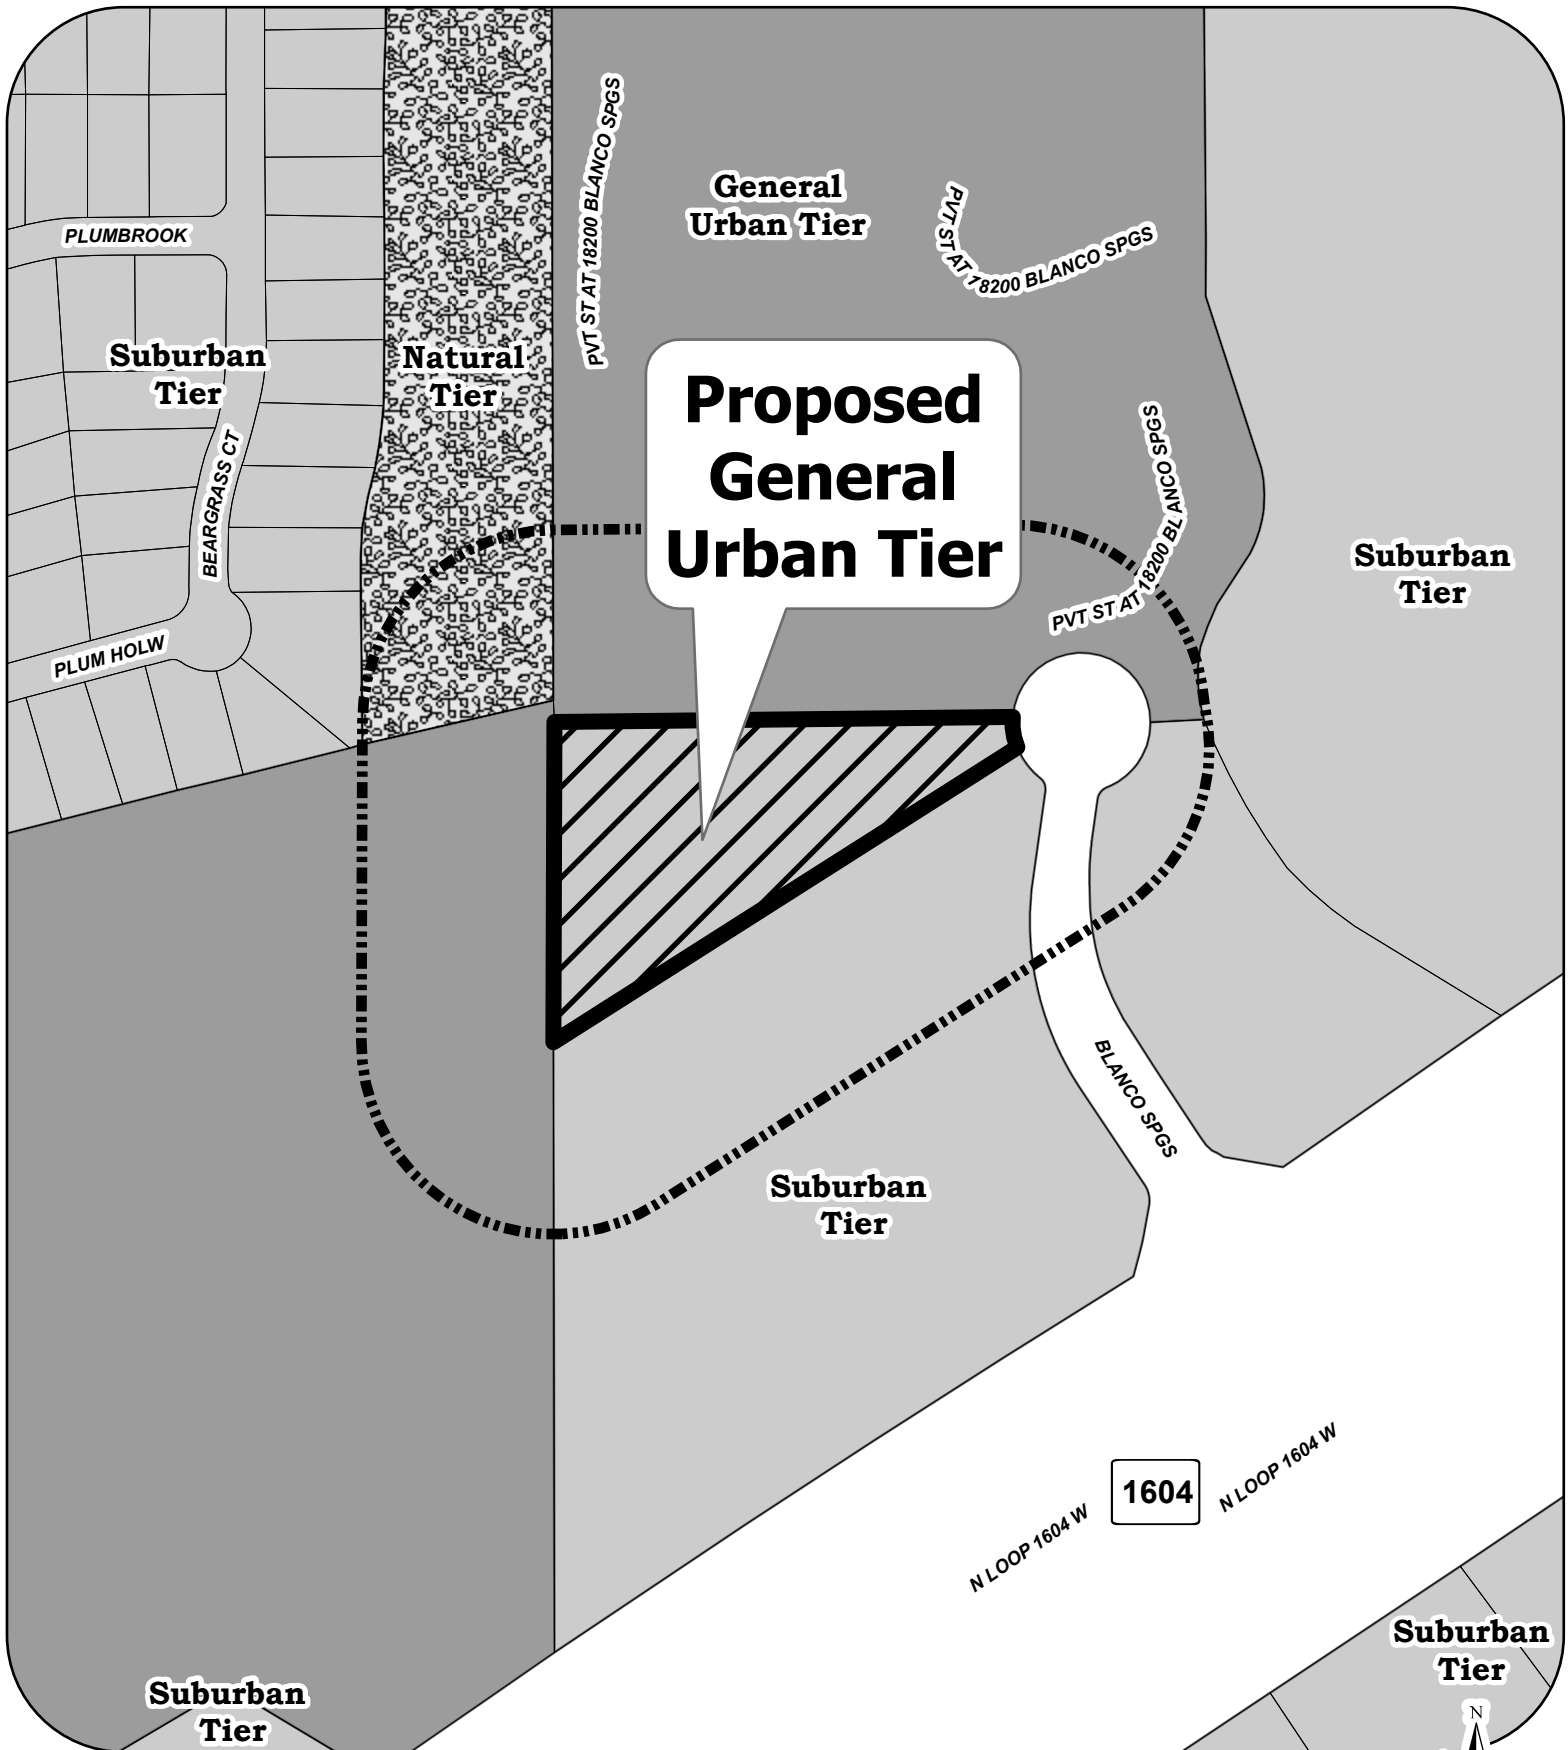 PVT ST AT 18200 BLANCO SPGS
General
Urban Tier
PVT ST AT 18200 BLANCO SPGS
PLUMBROOK
Suburban
Tier
Natural
Tier
Proposed
General
Urban Tier
PVT ST AT 18200 BLANCO SPGS
BEARGRASS CT
Suburban
Tier
PLUM HOLW
BLANCO SPGS
Suburban
Tier
N LOOP 1604 W
1604
N LOOP 1604 W
Suburban
Tier
Suburban
Tier
N